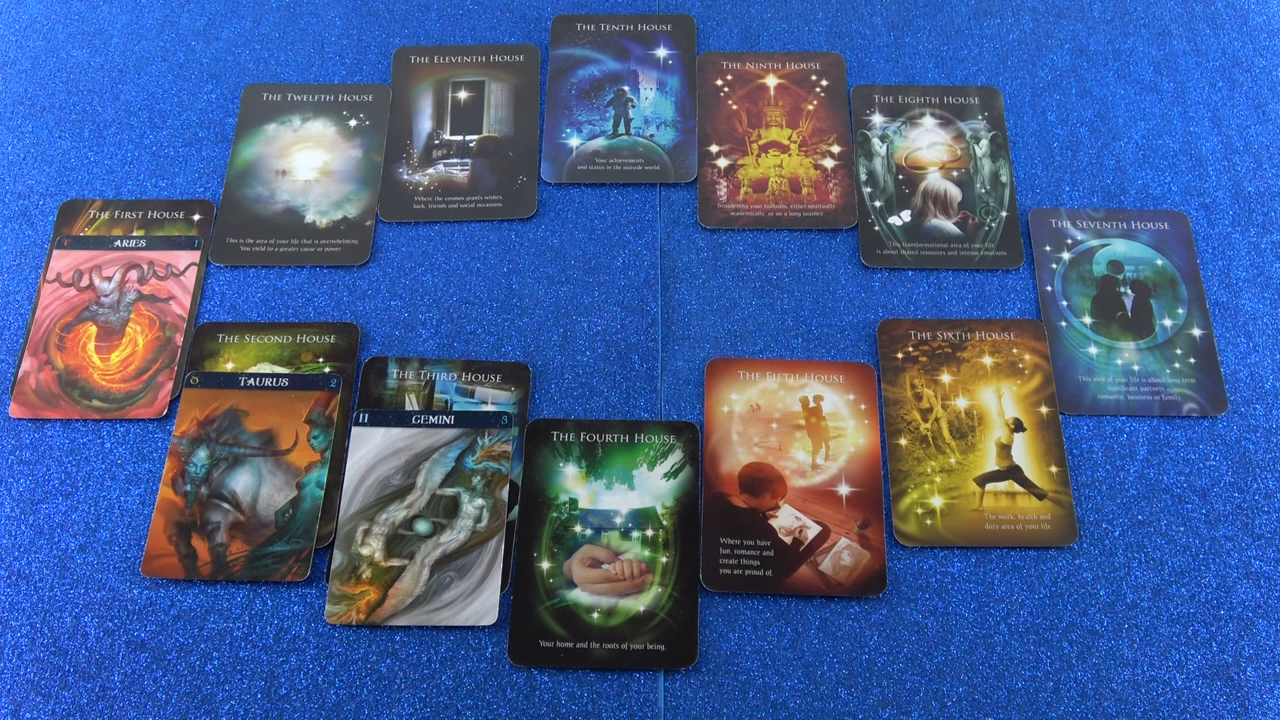 THE TENTH HOUSE
Your achievements
and status in the outside world.
THE ELEVENTH HOUSE
Where the cosmos grants wishes,
luck, friends and social occasions.
THE NINTH HOUSE
Broadening your horizons, either spiritually,
academically or on a long journey.
THE TWELFTH HOUSE
This is the area of your life that is overwhelming.
You yield to a greater cause or power.
THE EIGHTH HOUSE
This transformational area of your life
is about shared resources and intense emotions.
THE FIRST HOUSE
ARIES
1
THE SEVENTH HOUSE
This area of your life is about long term
significant partners –
romantic, business or family.
THE SECOND HOUSE
♉ TAURUS 2
THE THIRD HOUSE
♊ GEMINI 3
THE FOURTH HOUSE
Your home and the roots of your being.
THE FIFTH HOUSE
Where you have
fun, romance and
create things
you are proud of.
THE SIXTH HOUSE
The work, health and
duty area of your life.